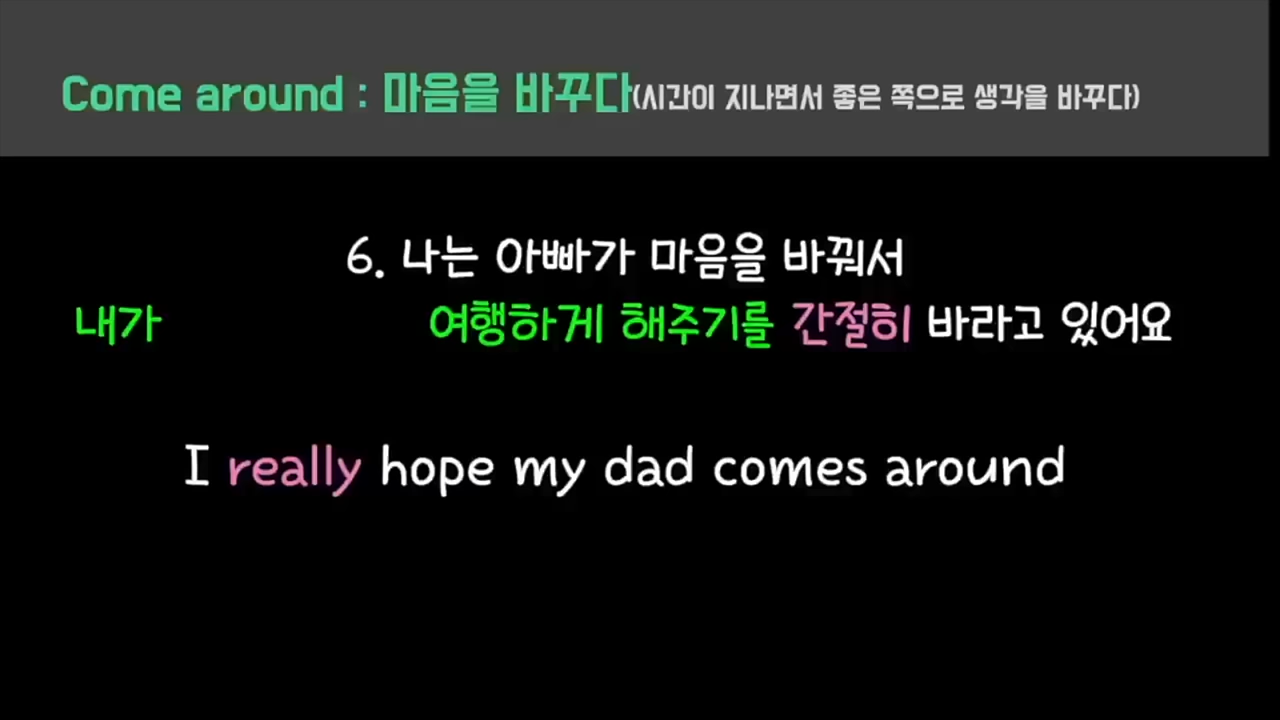 Come around : 마음을 바꾸다(시간이 지나면서 좋은 쪽으로 생각을 바꾸다)
6. 나는 아빠가 마음을 바꿔서
내가 여행하게 해주기를 간절히 바라고 있어요
I really hope my dad comes around